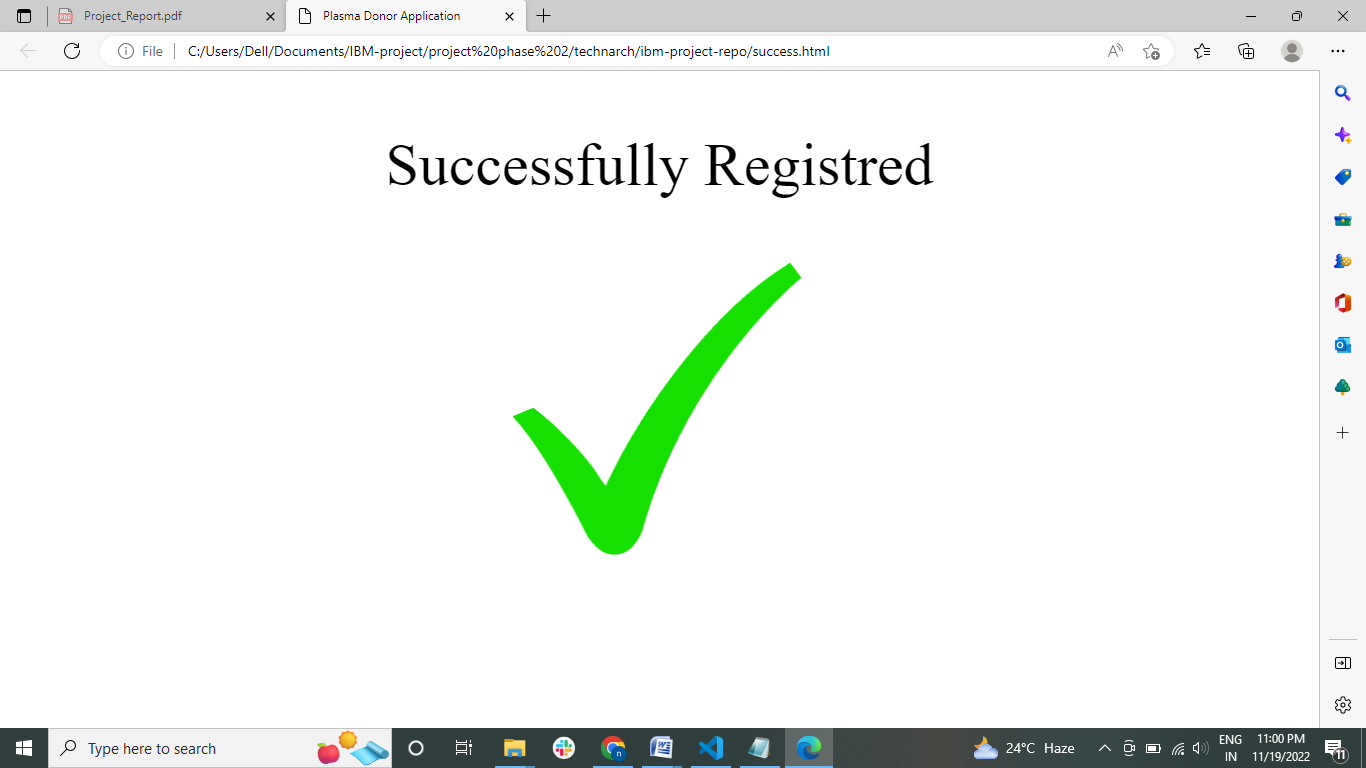 Project_Report.pdf
Plasma Donor Application
File
C:/Users/Dell/Documents/IBM-project/project%20phase%202/technarch/ibm-project-repo/success.html
Successfully Registred
Type here to search
24°C Haze
ENG
IN
11:00 PM
11/19/2022
11